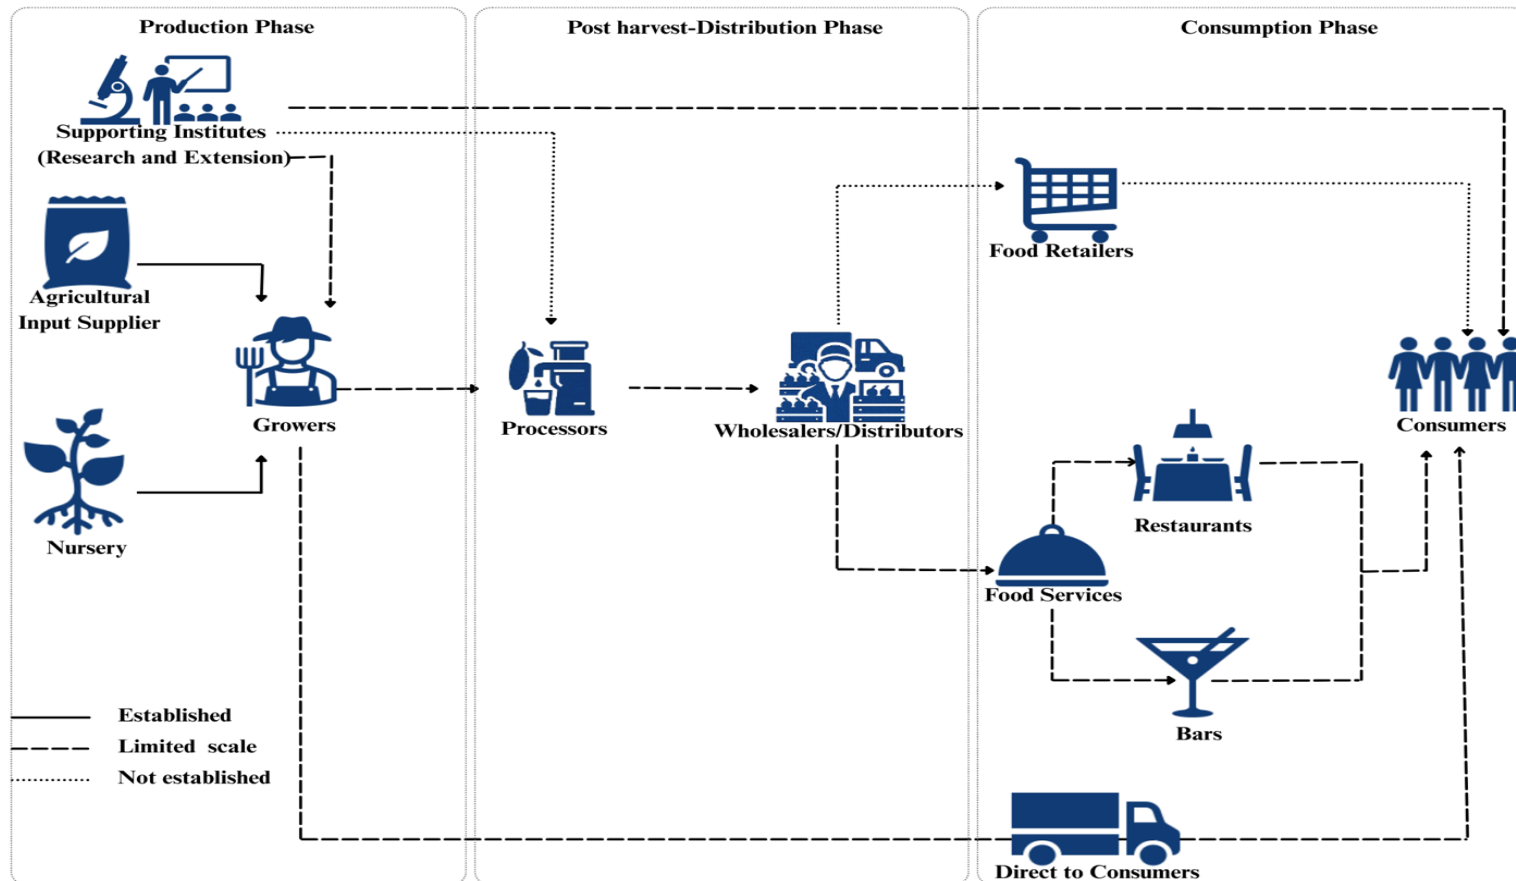 Production Phase
Post harvest-Distribution Phase
Consumption Phase
Supporting Institutes
(Research and Extension)
Agricultural
Input Supplier
Growers
Nursery
Processors
Wholesalers/Distributors
Food Retailers
Consumers
Restaurants
Food Services
Bars
Direct to Consumers
Established
Limited scale
Not established